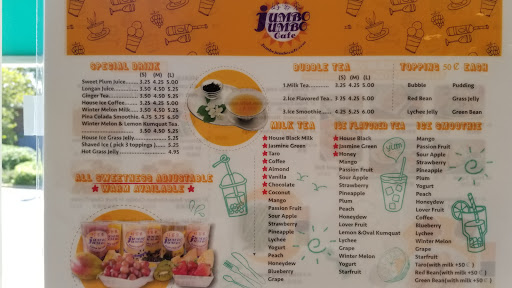 JUMBO
JUMBO
Cafe
SPECIAL DRINK
(S) (M) (L)
Sweet Plum Juice..... 3.25 4.25 5.00
Longan Juice........ 3.50 4.50 5.25
Ginger Tea........ 3.50 4.50 5.25
House Ice Coffee..... 3.25 4.25 5.00
Winter Melon Juice..... 3.50 4.50 5.25
Pina Colada Smoothie. 4.75 5.75 6.50
Winter Melon & Lemon Kumquat Tea.
3.50 4.50 5.25
House Ice Grass Jelly
Shaved Ice ( pick 3 toppings )..... 5.25
Hot Grass Jelly........ 4.95
ALL SWEETNESS ADJUSTABLE
★ WARM AVAILABLE ★
JUMBO
JUMBO
BUBBLE TEA
(S) (M) (L)
1.Milk Tea........ 3.25 4.25 5.00
2.Ice Flavored Tea... 3.25 4.25 5.00
3.Ice Smoothie... 4.25 5.25 6.00
TOPPING 50¢ EACH
Bubble Pudding
Red Bean Grass Jelly
Lychee Jelly Green Bean
MILK TEA
★ House Black Milk
★ Jasmine Green
★ Taro
★ Coffee
★ Almond
★ Vanilla
★ Chocolate
★ Coconut
Mango
Passion Fruit
Sour Apple
Strawberry
Pineapple
Lychee
Yogurt
Peach
Honeydew
Blueberry
Grape
ICE FLAVORED TEA
★ House Black
★ Jasmine Green
★ Honey
Mango
Passion Fruit
Sour Apple
Strawberry
Pineapple
Plum
Peach
Honeydew
Lover Fruit
Lemon &Oval Kumquat
Lychee
Grape
Winter Melon
Yogurt
Starfruit
YUM!
ICE SMOOTHIE
Mango
Passion Fruit
Sour Apple
Strawberry
Pineapple
Plum
Yogurt
Peach
Honeydew
Lover Fruit
Coffee
Blueberry
Lychee
Winter Melon
Grape
Starfruit
Taro(with milk +50 ¢ )
Red Bean(with milk +50 ¢ )
Green Bean(with milk +50 ¢ )